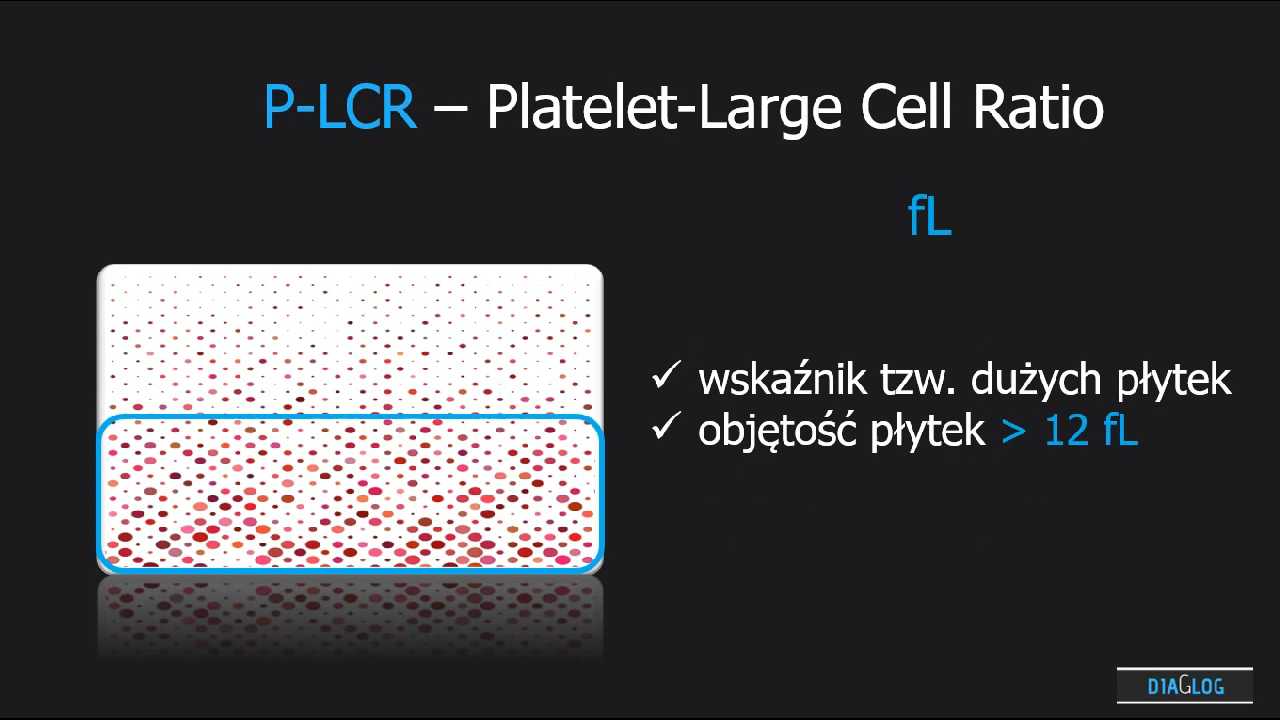 P-LCR – Platelet-Large Cell Ratio
fL
✓ wskaźnik tzw. dużych płytek
✓ objętość płytek > 12 fL
DIAGLOG